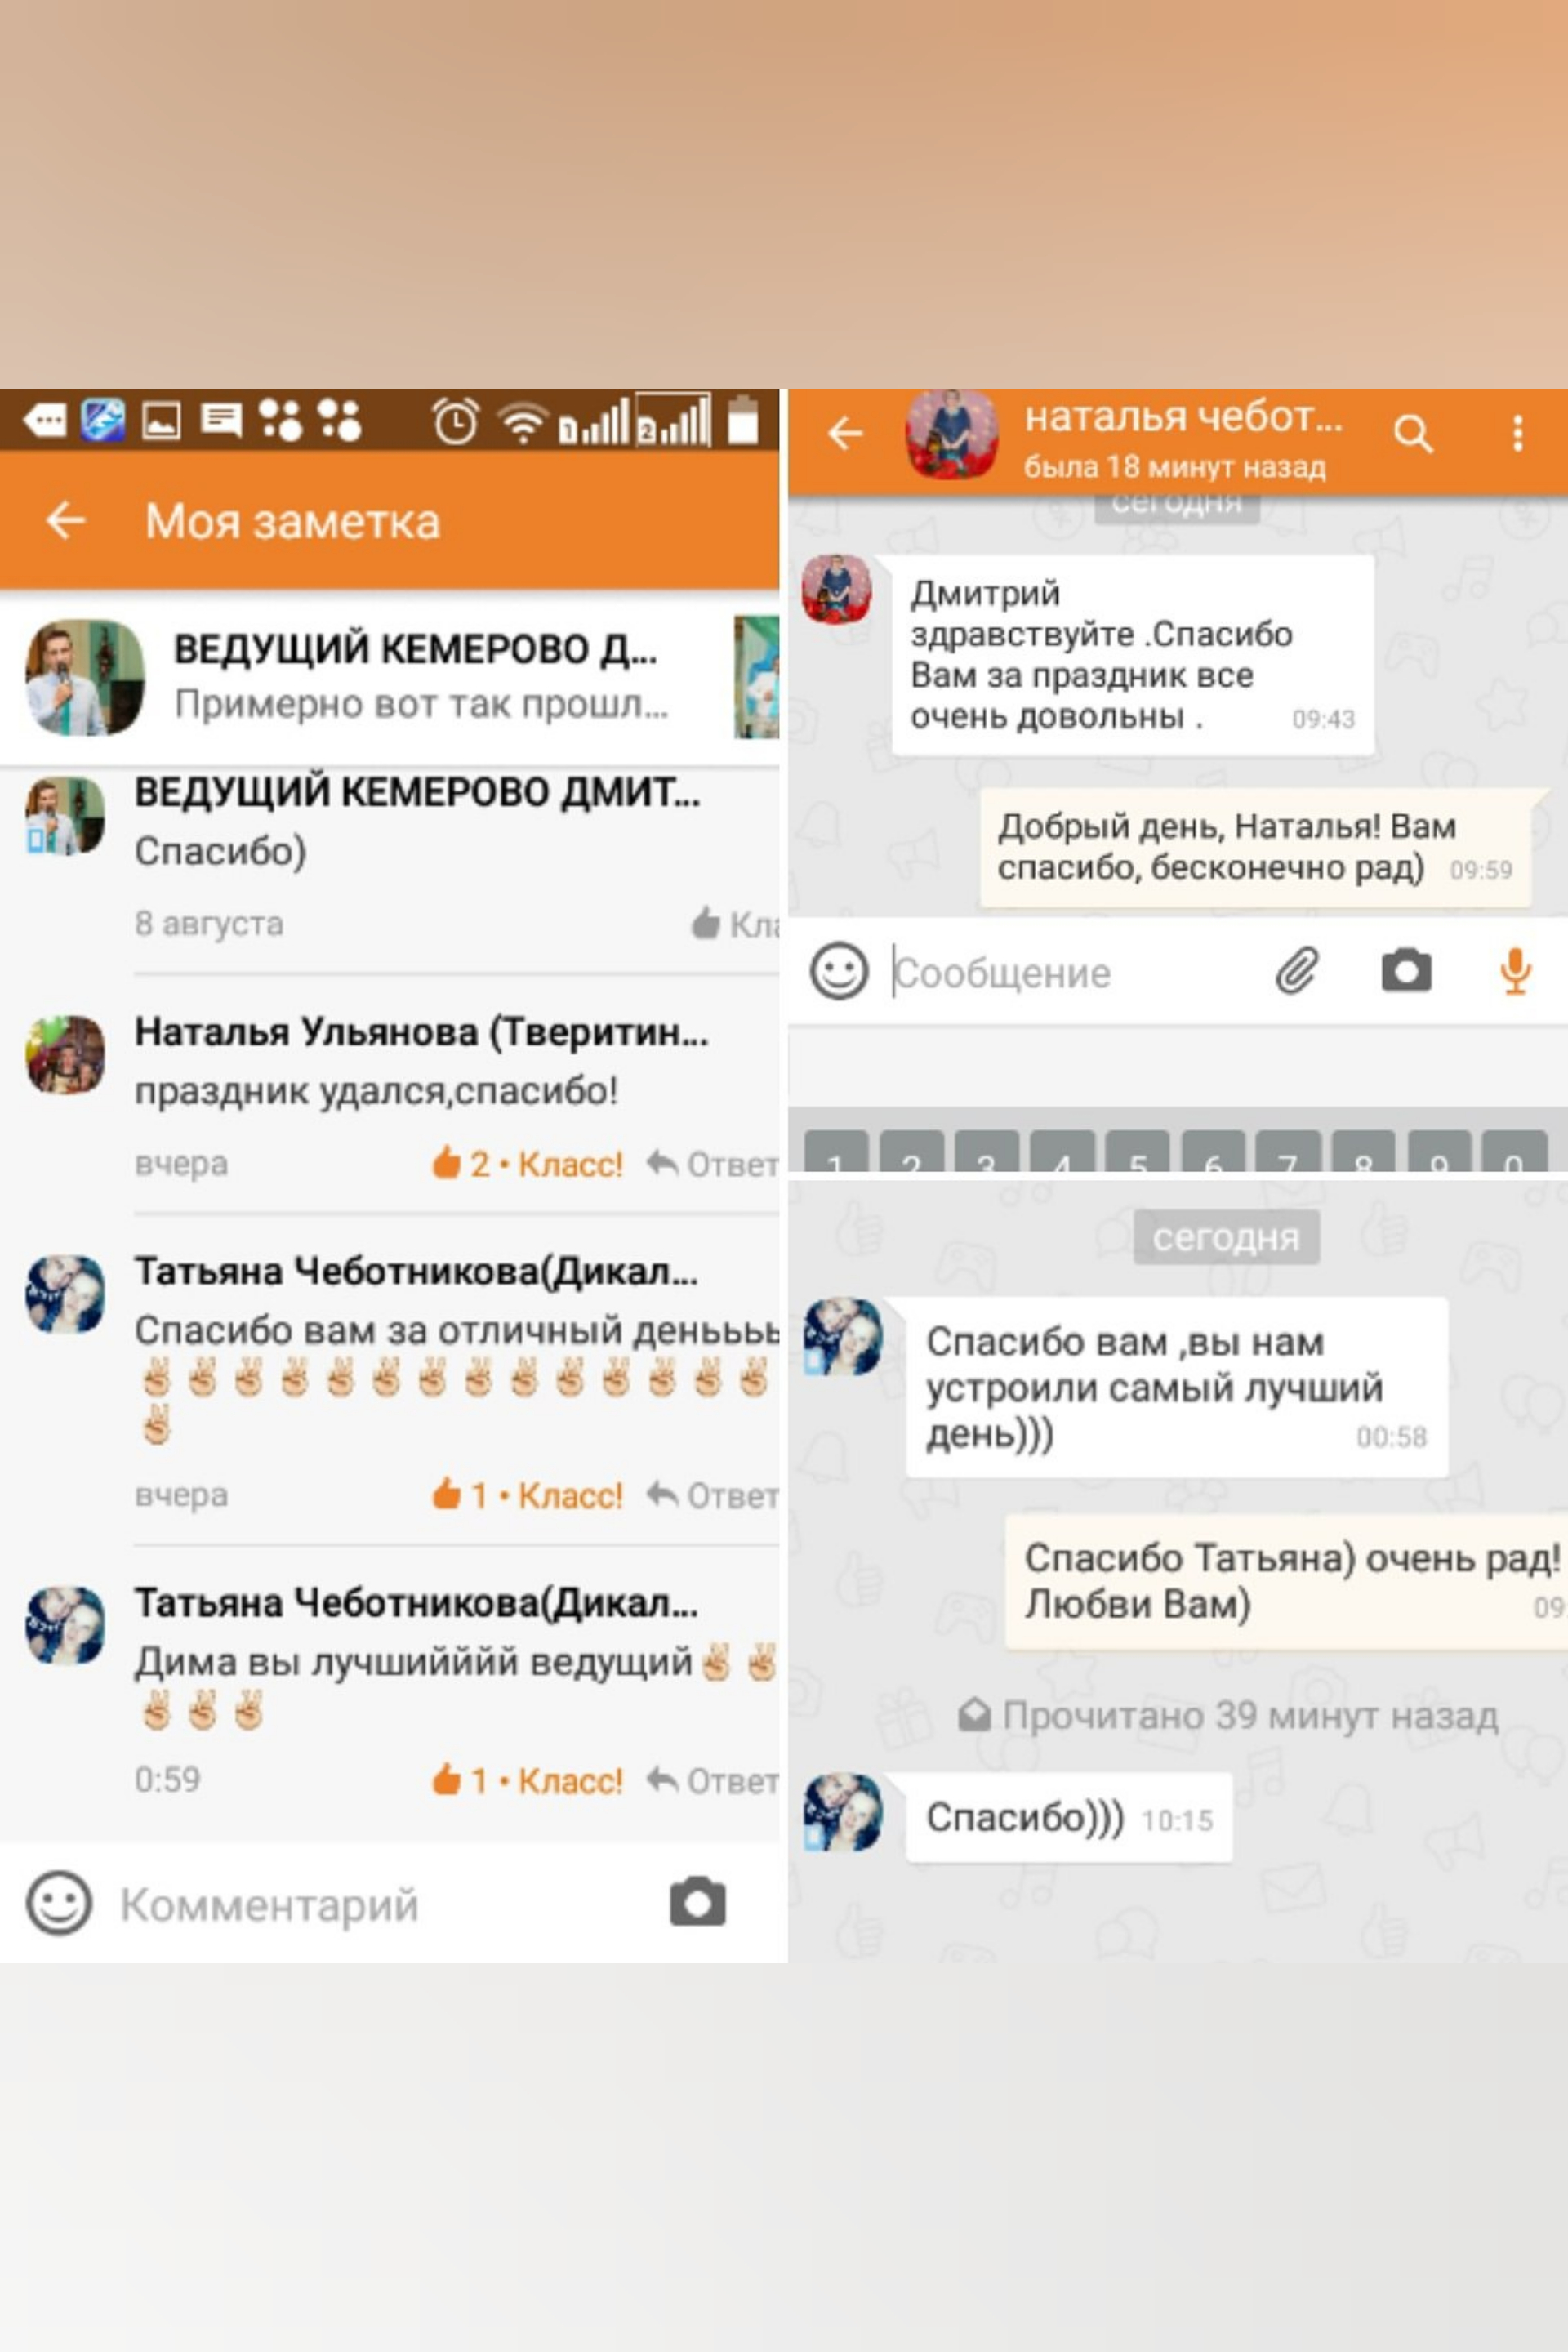 Моя заметка
ВЕДУЩИЙ КЕМЕРОВО Д...
Примерно вот так прошл...
ВЕДУЩИЙ КЕМЕРОВО ДМИТ...
Спасибо)
8 августа
Кла
Наталья Ульянова (Тверитин...
праздник удался,спасибо!
вчера 2 • Класс! Ответ
Татьяна Чеботникова(Дикал...
Спасибо вам за отличный деньььь
✌✌✌✌✌✌✌✌✌✌✌✌✌✌
✌
вчера 1 • Класс! Ответ
Татьяна Чеботникова(Дикал...
Дима вы лучшийййй ведущий✌✌
✌✌✌
0:59 1 • Класс! Ответ
Комментарий
наталья чебот...
была 18 минут назад
сегодня
Дмитрий
здравствуйте .Спасибо
Вам за праздник все
очень довольны . 09:43
Добрый день, Наталья! Вам
спасибо, бесконечно рад) 09:59
Сообщение
1 2 3 4 5 6 7 8 9 0
сегодня
Спасибо вам ,вы нам
устроили самый лучший
день))) 00:58
Спасибо Татьяна) очень рад!
Любви Вам) 09
Прочитано 39 минут назад
Спасибо))) 10:15